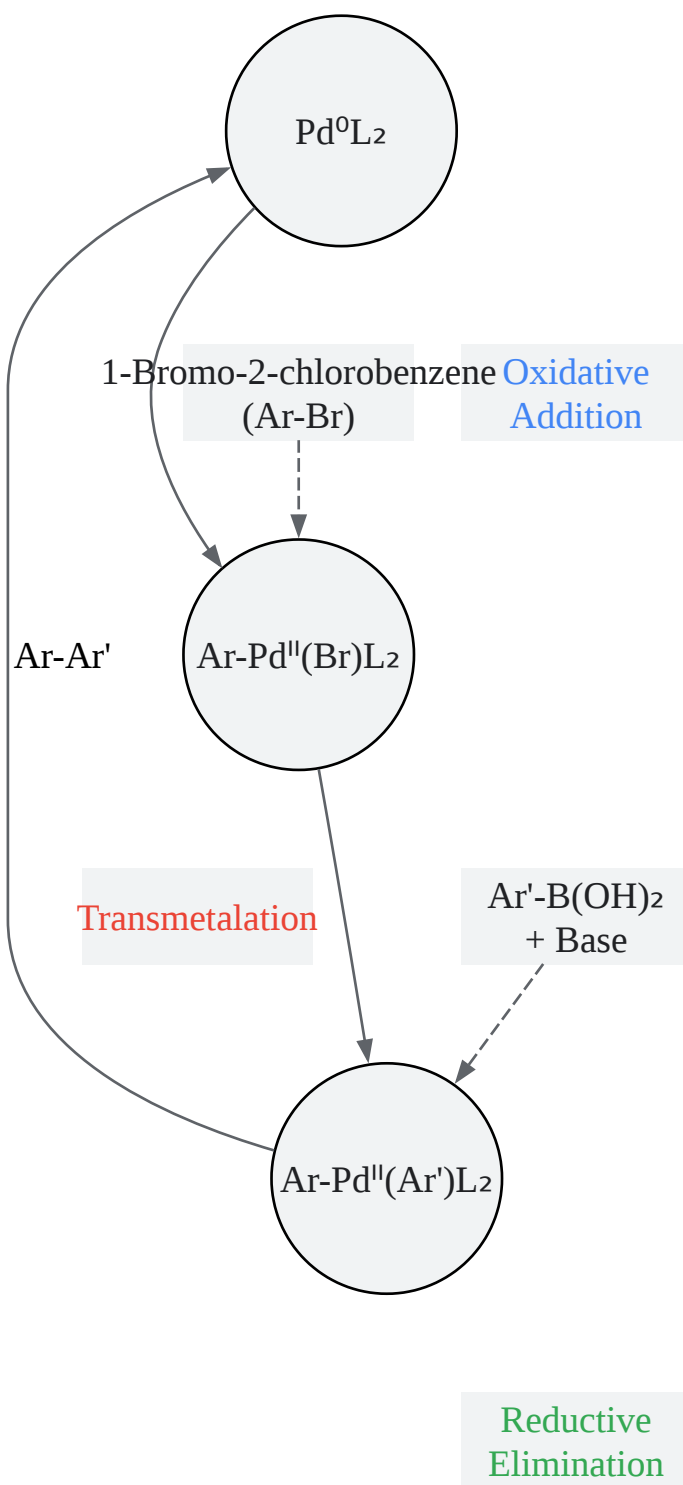 Pd⁰L₂
1-Bromo-2-chlorobenzene
(Ar-Br)
Oxidative
Addition
Ar-Ar'
Ar-Pdᴵᴵ(Br)L₂
Transmetalation
Ar'-B(OH)₂
+ Base
Ar-Pdᴵᴵ(Ar')L₂
Reductive
Elimination